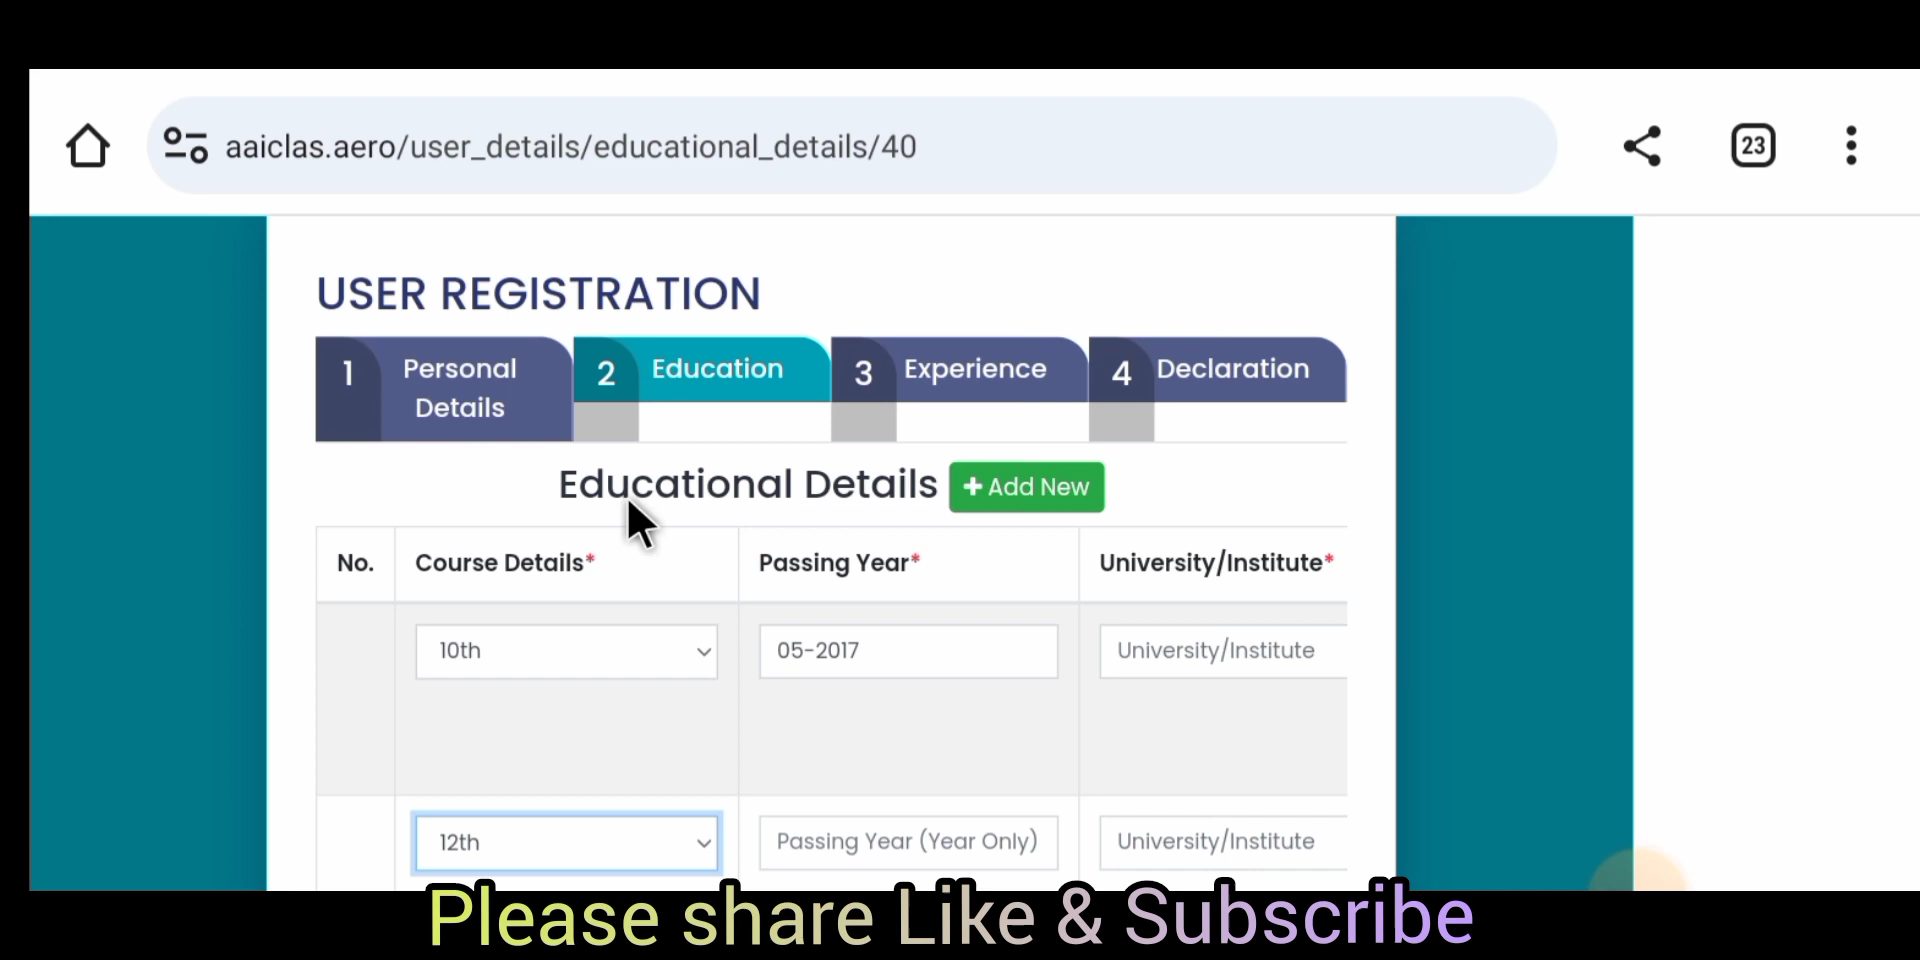 aaiclas.aero/user_details/educational_details/40
23
USER REGISTRATION
1 Personal Details
2 Education
3 Experience
4 Declaration
Educational Details + Add New
No. Course Details* Passing Year* University/Institute*
10th 05-2017 University/Institute
12th Passing Year (Year Only) University/Institute
Please share Like & Subscribe